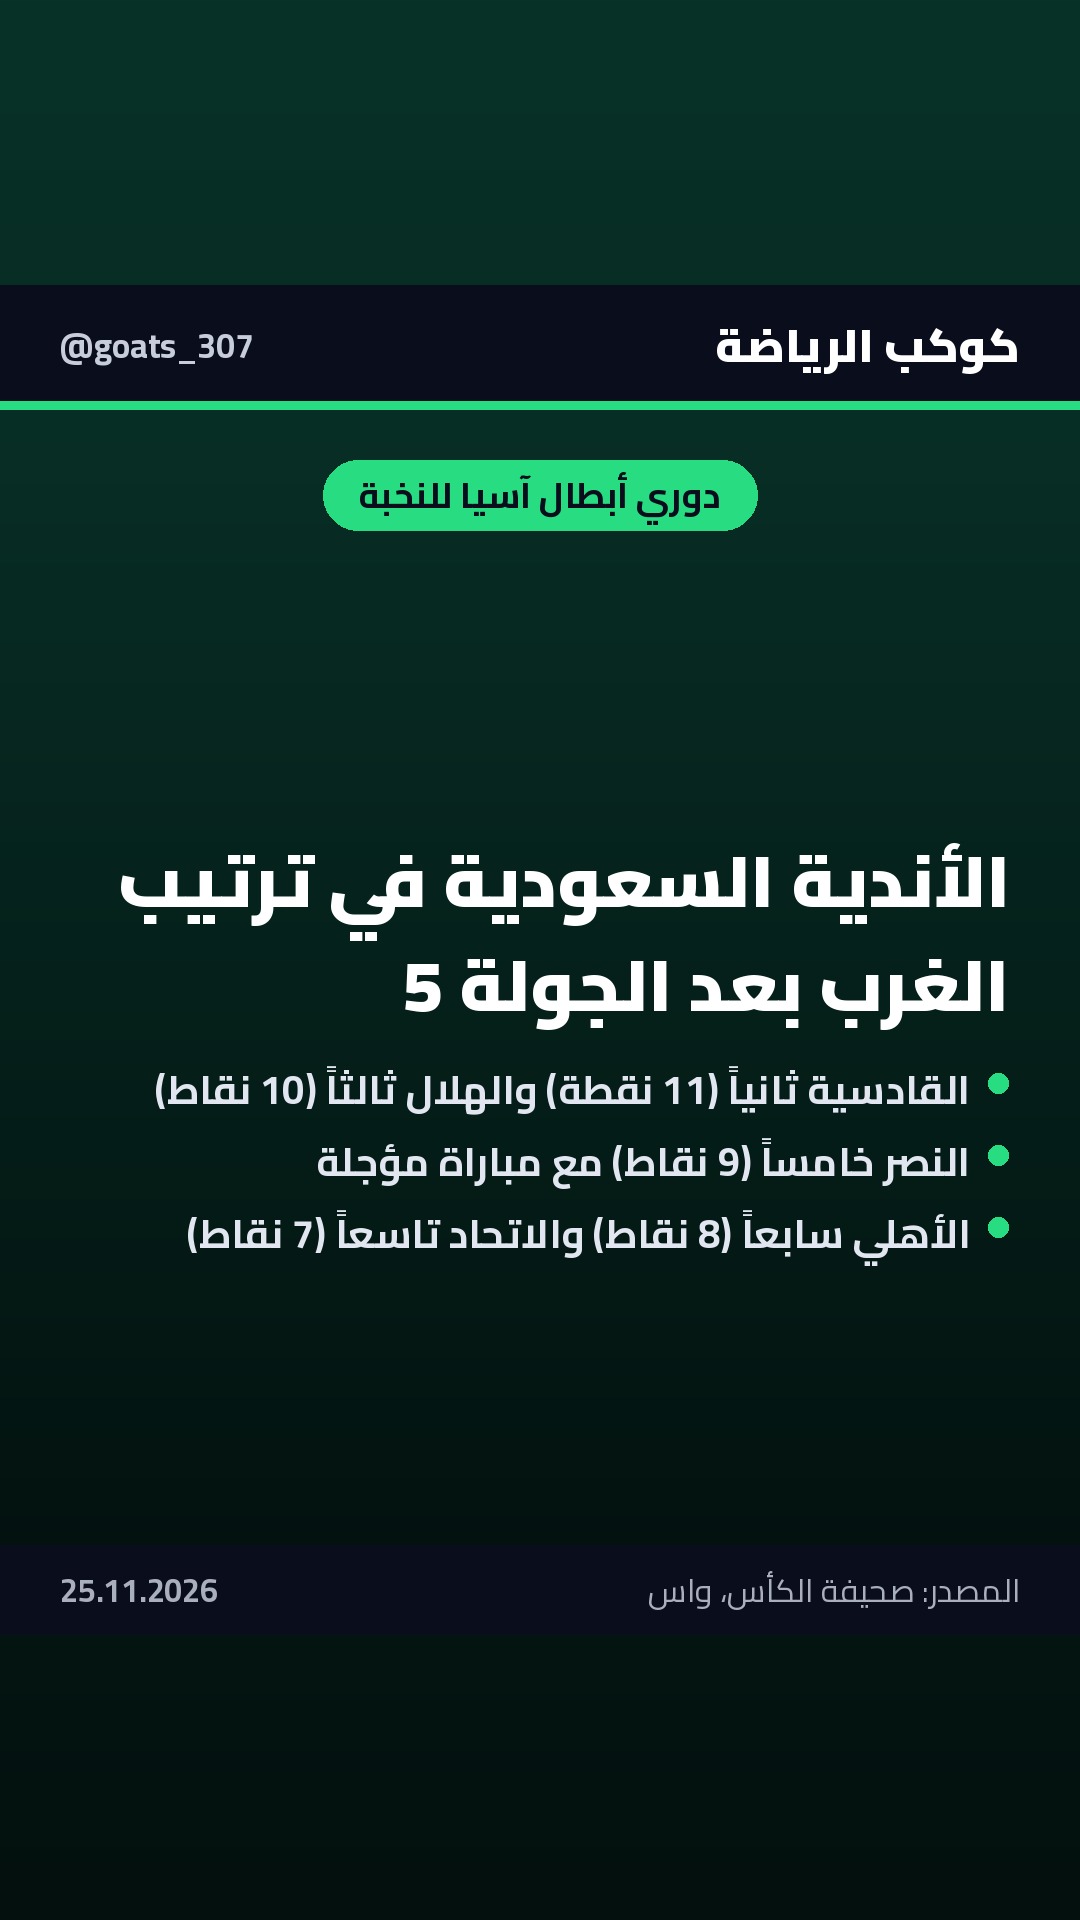 كوكب الرياضة
@goats_307
دوري أبطال آسيا للنخبة
الأندية السعودية في ترتيب
الغرب بعد الجولة 5
القادسية ثانياً (11 نقطة) والهلال ثالثاً (10 نقاط)
النصر خامساً (9 نقاط) مع مباراة مؤجلة
الأهلي سابعاً (8 نقاط) والاتحاد تاسعاً (7 نقاط)
المصدر: صحيفة الكأس، واس
25.11.2026